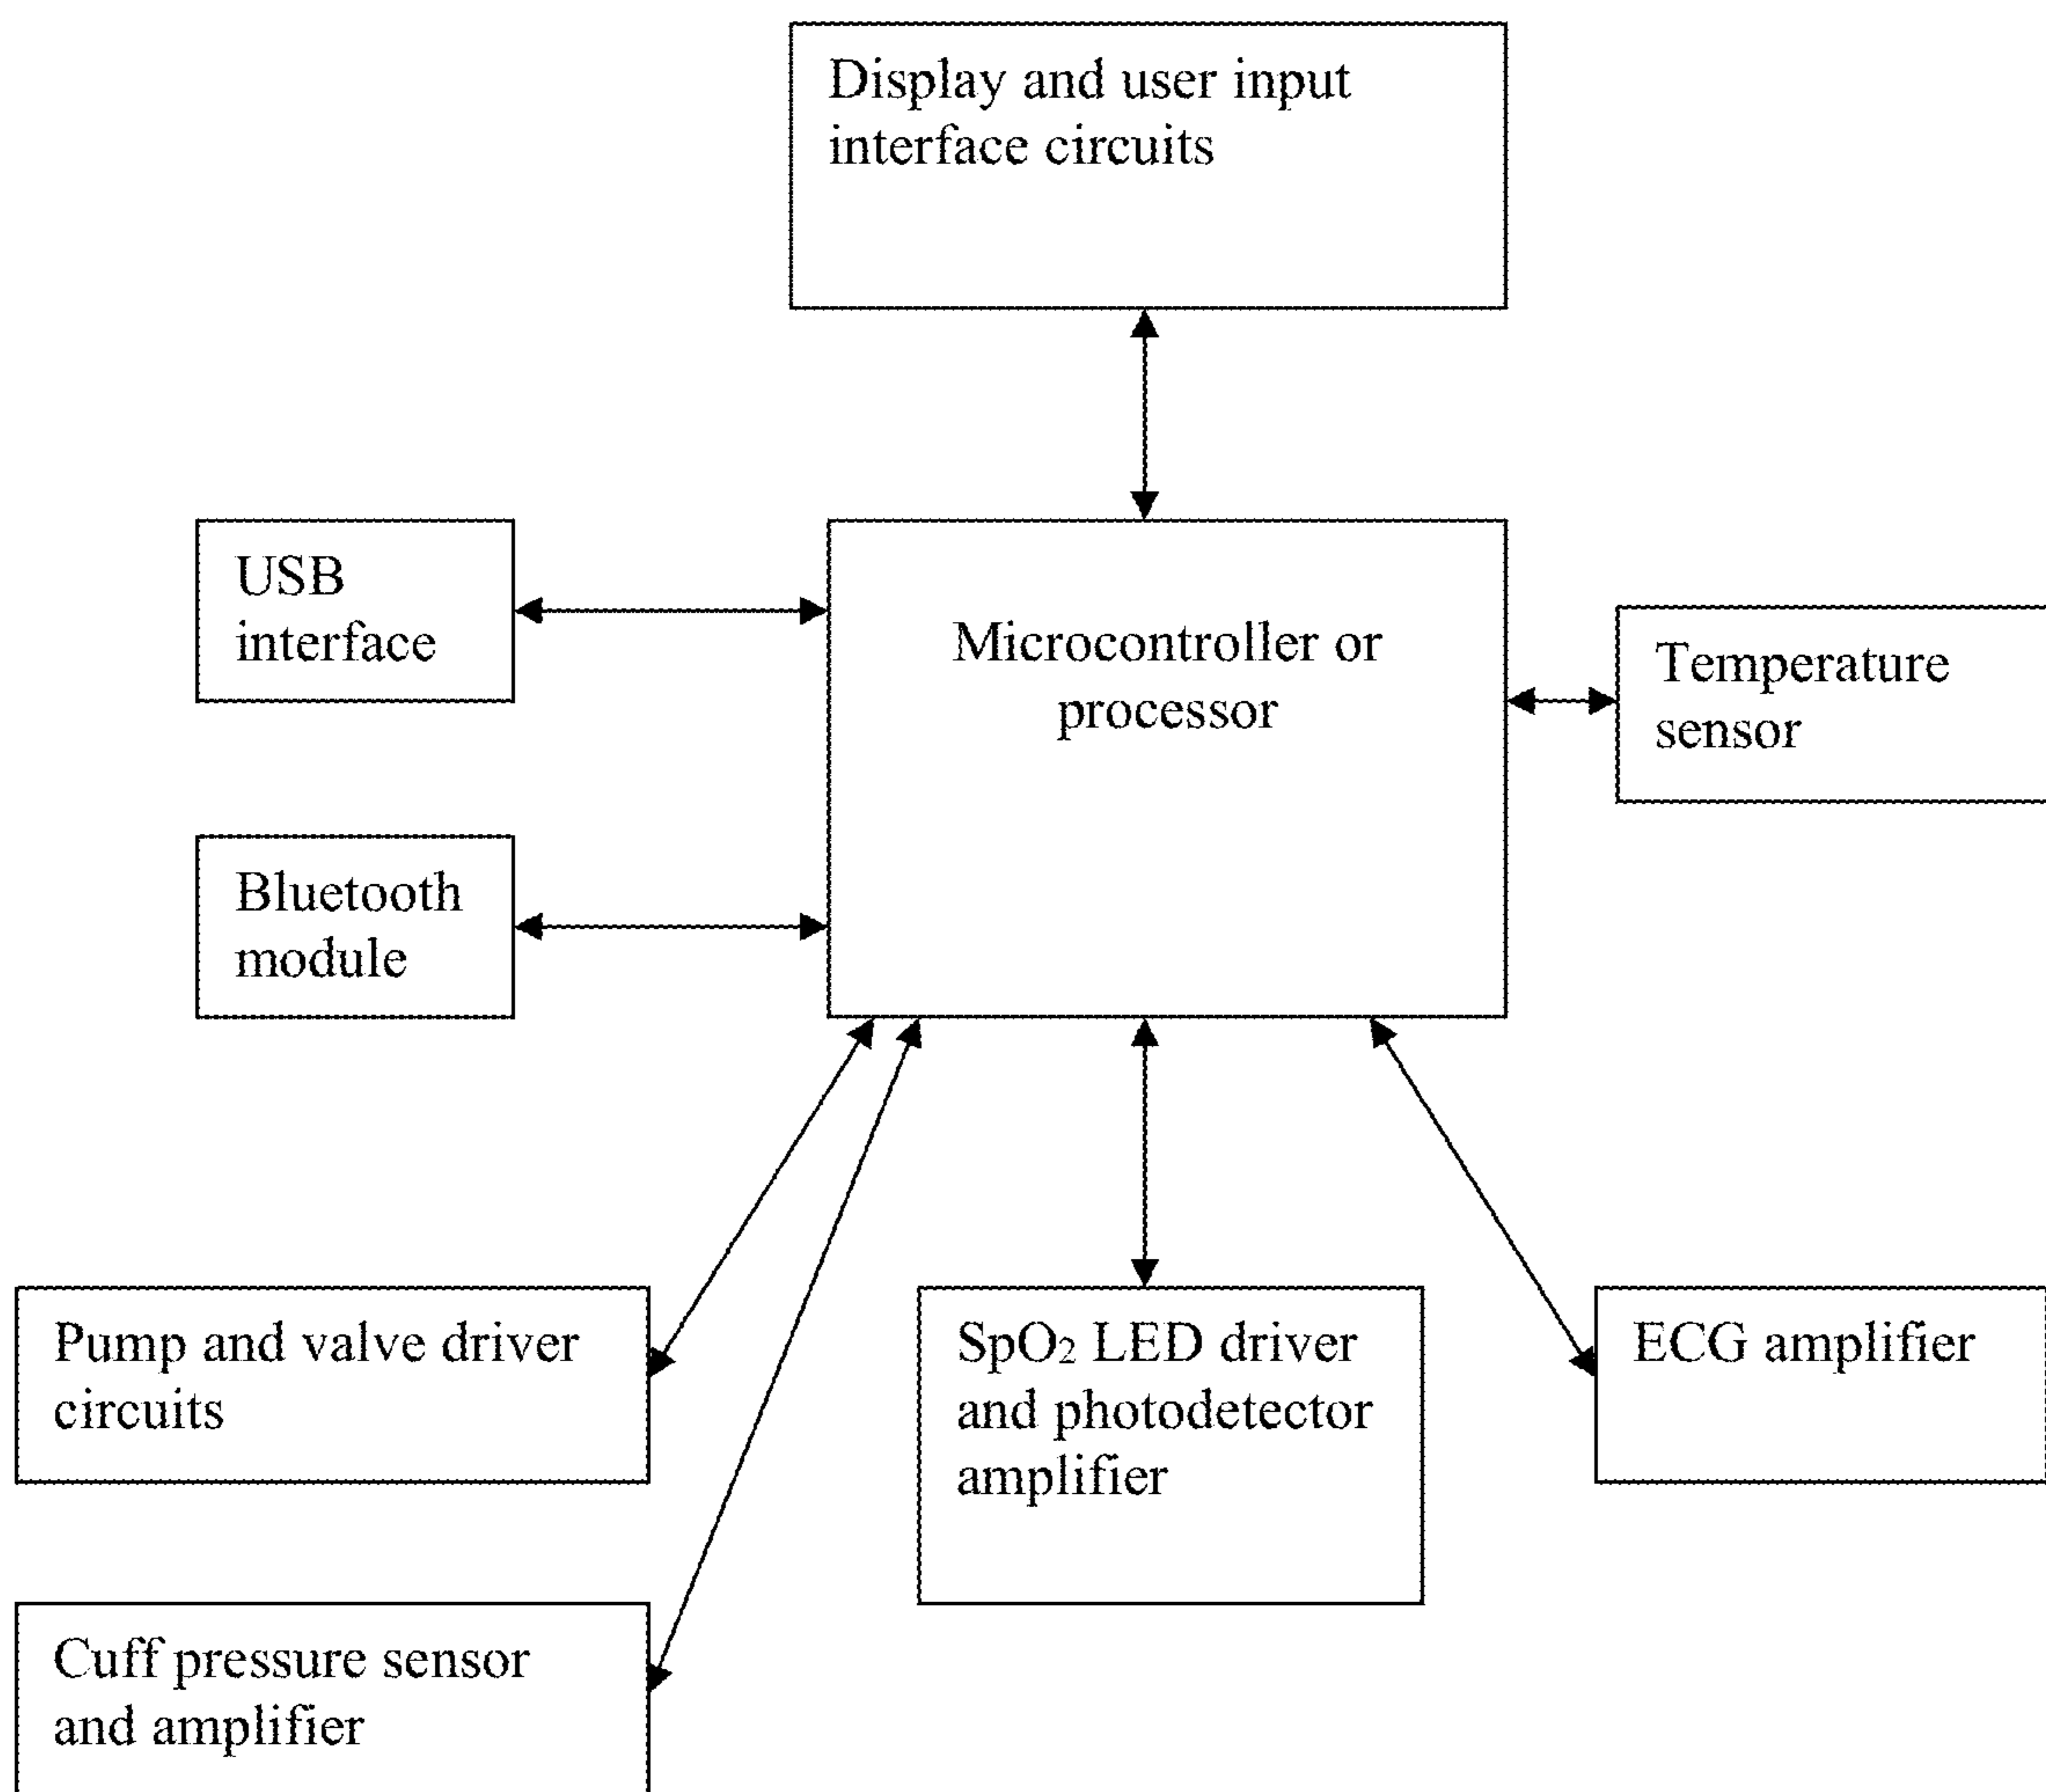 Display and user input
interface circuits
USB
interface
Microcontroller or
processor
Temperature
sensor
Bluetooth
module
Pump and valve driver
circuits
SpO₂ LED driver
and photodetector
amplifier
ECG amplifier
Cuff pressure sensor
and amplifier